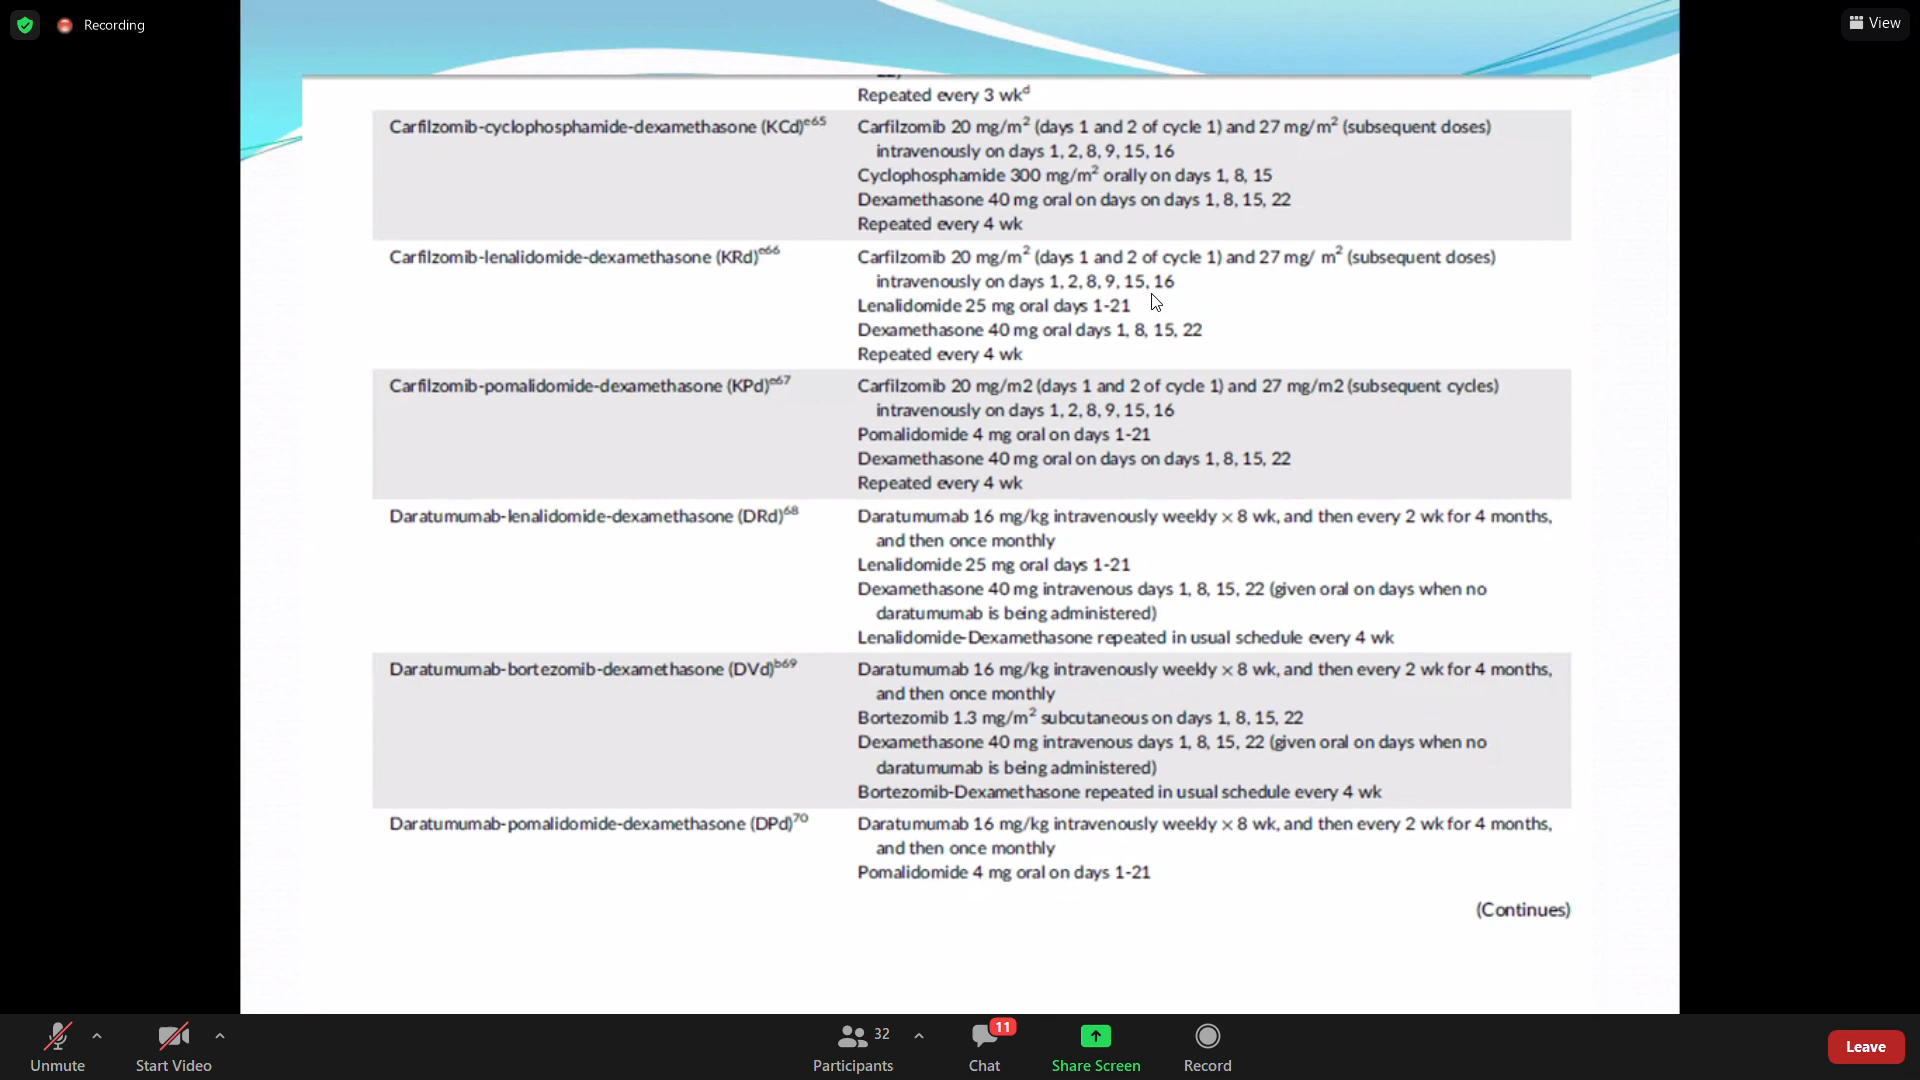 Recording
View
Repeated every 3 wkd
Carfilzomib-cyclophosphamide-dexamethasone (KCd)e65
Carfilzomib 20 mg/m2 (days 1 and 2 of cycle 1) and 27 mg/m2 (subsequent doses)
intravenously on days 1, 2, 8, 9, 15, 16
Cyclophosphamide 300 mg/m2 orally on days 1, 8, 15
Dexamethasone 40 mg oral on days on days 1, 8, 15, 22
Repeated every 4 wk
Carfilzomib-lenalidomide-dexamethasone (KRd)e66
Carfilzomib 20 mg/m2 (days 1 and 2 of cycle 1) and 27 mg/ m2 (subsequent doses)
intravenously on days 1, 2, 8, 9, 15, 16
Lenalidomide 25 mg oral days 1-21
Dexamethasone 40 mg oral days 1, 8, 15, 22
Repeated every 4 wk
Carfilzomib-pomalidomide-dexamethasone (KPd)e67
Carfilzomib 20 mg/m2 (days 1 and 2 of cycle 1) and 27 mg/m2 (subsequent cycles)
intravenously on days 1, 2, 8, 9, 15, 16
Pomalidomide 4 mg oral on days 1-21
Dexamethasone 40 mg oral on days on days 1, 8, 15, 22
Repeated every 4 wk
Daratumumab-lenalidomide-dexamethasone (DRd)68
Daratumumab 16 mg/kg intravenously weekly × 8 wk, and then every 2 wk for 4 months,
and then once monthly
Lenalidomide 25 mg oral days 1-21
Dexamethasone 40 mg intravenous days 1, 8, 15, 22 (given oral on days when no
daratumumab is being administered)
Lenalidomide-Dexamethasone repeated in usual schedule every 4 wk
Daratumumab-bortezomib-dexamethasone (DVd)b69
Daratumumab 16 mg/kg intravenously weekly × 8 wk, and then every 2 wk for 4 months,
and then once monthly
Bortezomib 1.3 mg/m2 subcutaneous on days 1, 8, 15, 22
Dexamethasone 40 mg intravenous days 1, 8, 15, 22 (given oral on days when no
daratumumab is being administered)
Bortezomib-Dexamethasone repeated in usual schedule every 4 wk
Daratumumab-pomalidomide-dexamethasone (DPd)70
Daratumumab 16 mg/kg intravenously weekly × 8 wk, and then every 2 wk for 4 months,
and then once monthly
Pomalidomide 4 mg oral on days 1-21
(Continues)
Unmute
Start Video
32
Participants
11
Chat
Share Screen
Record
Leave